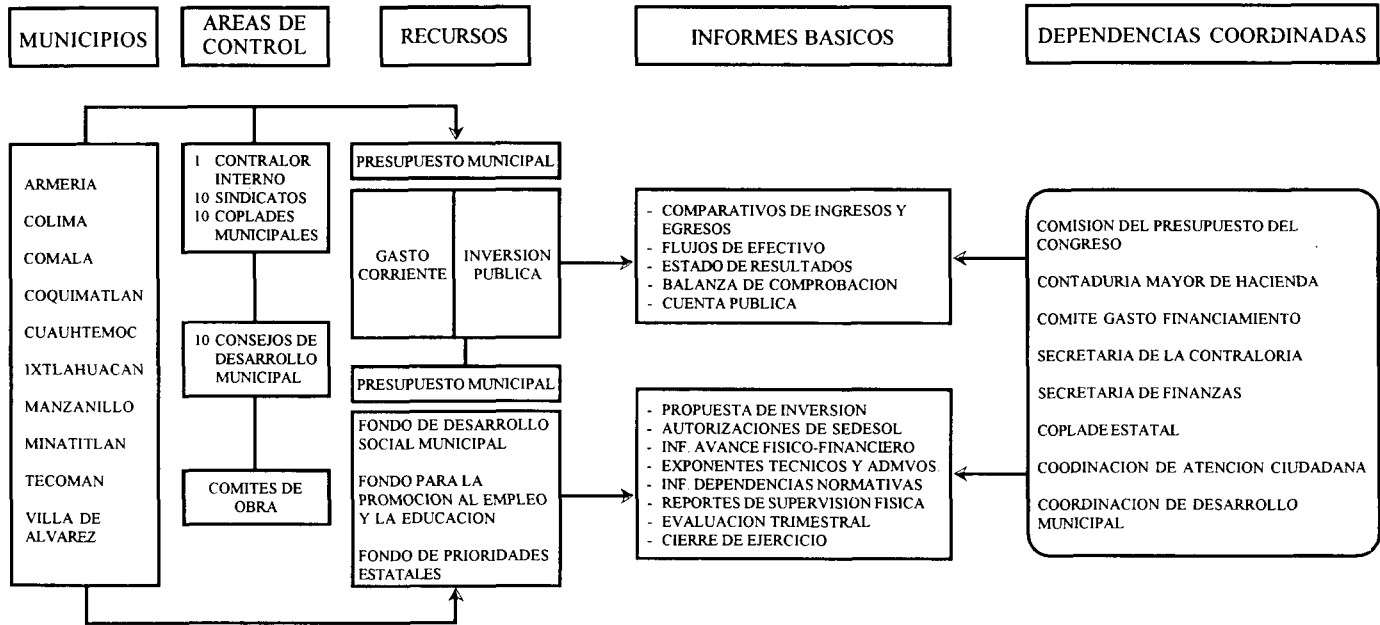 MUNICIPIOS
AREAS DE
CONTROL
RECURSOS
INFORMES BASICOS
DEPENDENCIAS COORDINADAS
ARMERIA
COLIMA
COMALA
COQUIMATLAN
CUAUHTEMOC
IXTLAHUACAN
MANZANILLO
MINATITLAN
TECOMAN
VILLA DE
ALVAREZ
1 CONTRALOR
INTERNO
10 SINDICATOS
10 COPLADES
MUNICIPALES
10 CONSEJOS DE
DESARROLLO
MUNICIPAL
COMITES DE
OBRA
PRESUPUESTO MUNICIPAL
GASTO
CORRIENTE
INVERSION
PUBLICA
PRESUPUESTO MUNICIPAL
FONDO DE DESARROLLO
SOCIAL MUNICIPAL
FONDO PARA LA
PROMOCION AL EMPLEO
Y LA EDUCACION
FONDO DE PRIORIDADES
ESTATALES
- COMPARATIVOS DE INGRESOS Y
EGRESOS
- FLUJOS DE EFECTIVO
- ESTADO DE RESULTADOS
- BALANZA DE COMPROBACION
- CUENTA PUBLICA
- PROPUESTA DE INVERSION
- AUTORIZACIONES DE SEDESOL
- INF. AVANCE FISICO-FINANCIERO
- EXPONENTES TECNICOS Y ADMVOS.
- INF. DEPENDENCIAS NORMATIVAS
- REPORTES DE SUPERVISION FISICA
- EVALUACION TRIMESTRAL
- CIERRE DE EJERCICIO
COMISION DEL PRESUPUESTO DEL
CONGRESO
CONTADURIA MAYOR DE HACIENDA
COMITE GASTO FINANCIAMIENTO
SECRETARIA DE LA CONTRALORIA
SECRETARIA DE FINANZAS
COPLADE ESTATAL
COODINACION DE ATENCION CIUDADANA
COORDINACION DE DESARROLLO
MUNICIPAL